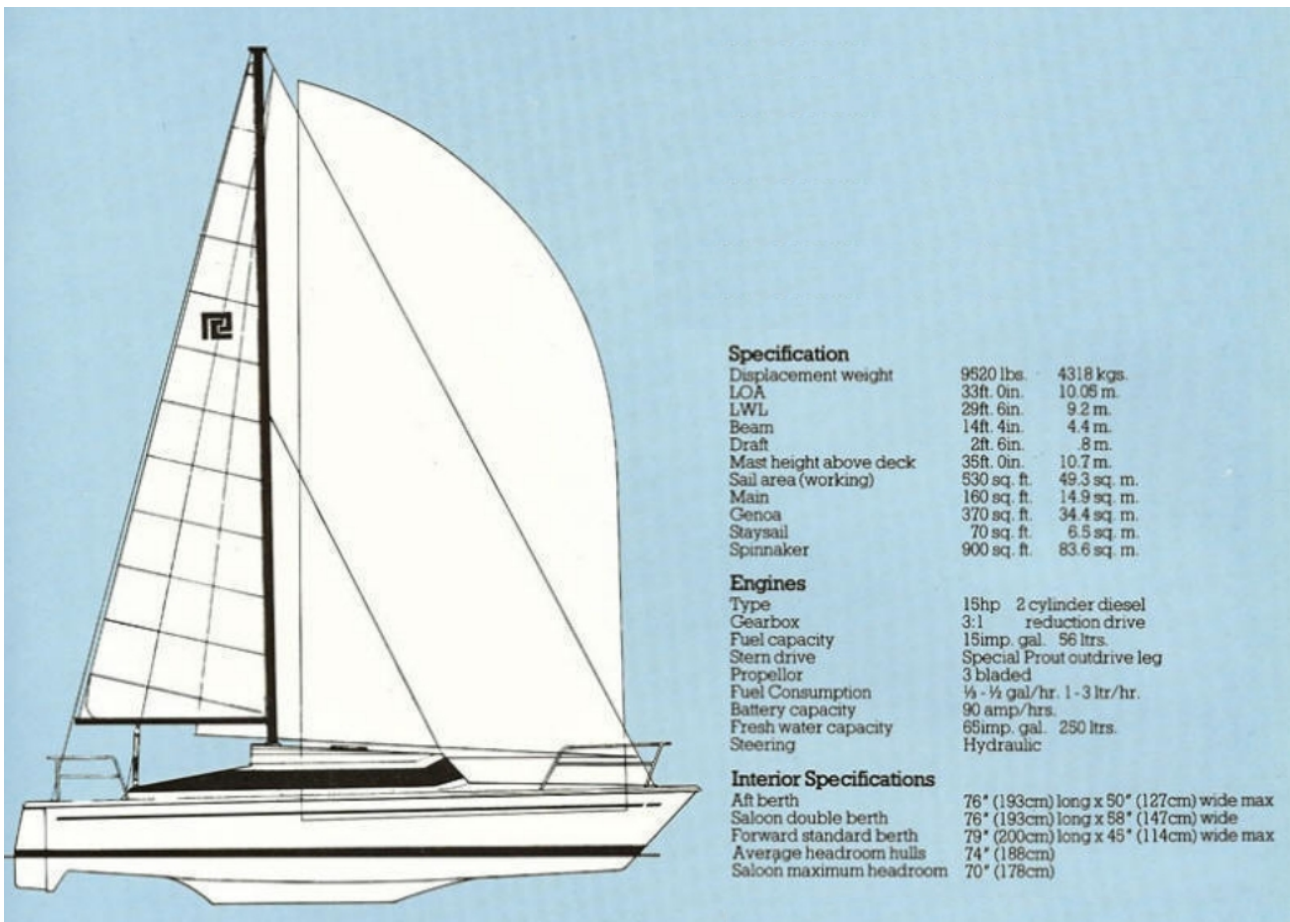 Specification
Displacement weight 9520 lbs. 4318 kgs.
LOA 33ft. 0in. 10.05 m.
LWL 29ft. 6in. 9.2 m.
Beam 14ft. 4in. 4.4 m.
Draft 2ft. 6in. .8 m.
Mast height above deck 35ft. 0in. 10.7 m.
Sail area (working) 530 sq. ft. 49.3 sq. m.
Main 160 sq. ft. 14.9 sq. m.
Genoa 370 sq. ft. 34.4 sq. m.
Staysail 70 sq. ft. 6.5 sq. m.
Spinnaker 900 sq. ft. 83.6 sq. m.
Engines
Type 15hp 2 cylinder diesel
Gearbox 3:1 reduction drive
Fuel capacity 15imp. gal. 56 ltrs.
Stern drive Special Prout outdrive leg
Propellor 3 bladed
Fuel Consumption ⅓ - ½ gal/hr. 1 - 3 ltr/hr.
Battery capacity 90 amp/hrs.
Fresh water capacity 65imp. gal. 250 ltrs.
Steering Hydraulic
Interior Specifications
Aft berth 76" (193cm) long x 50" (127cm) wide max
Saloon double berth 76" (193cm) long x 58" (147cm) wide
Forward standard berth 79" (200cm) long x 45" (114cm) wide max
Average headroom hulls 74" (188cm)
Saloon maximum headroom 70" (178cm)